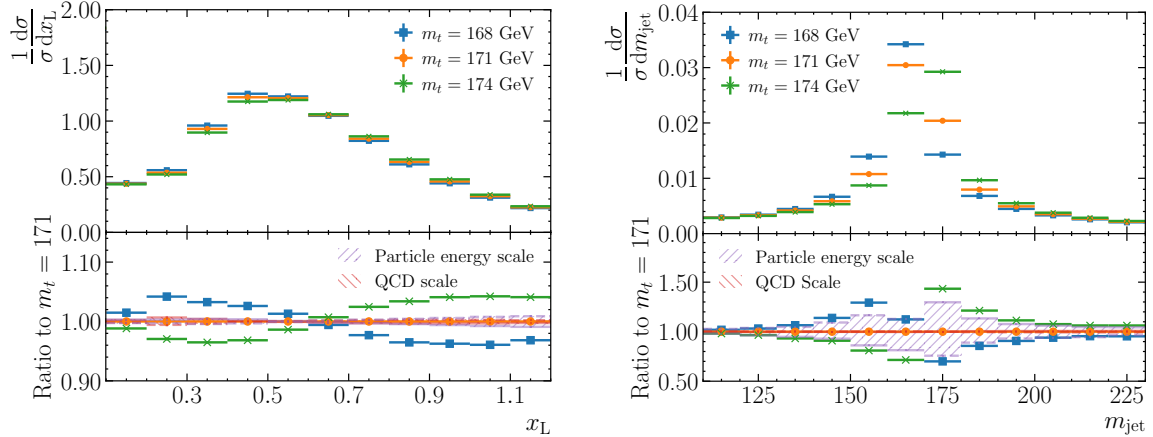 1/σ dσ/dx_L
2.00
1.50
1.00
0.50
0.00
m_t = 168 GeV
m_t = 171 GeV
m_t = 174 GeV
Ratio to m_t = 171
1.10
1.00
0.90
Particle energy scale
QCD scale
0.1 0.3 0.5 0.7 0.9 1.1
x_L
1/σ dσ/dm_jet
0.04
0.03
0.01
0.00
m_t = 168 GeV
m_t = 171 GeV
m_t = 174 GeV
Ratio to m_t = 171
1.50
1.00
0.50
Particle energy scale
QCD Scale
125 150 175 200 225
m_jet